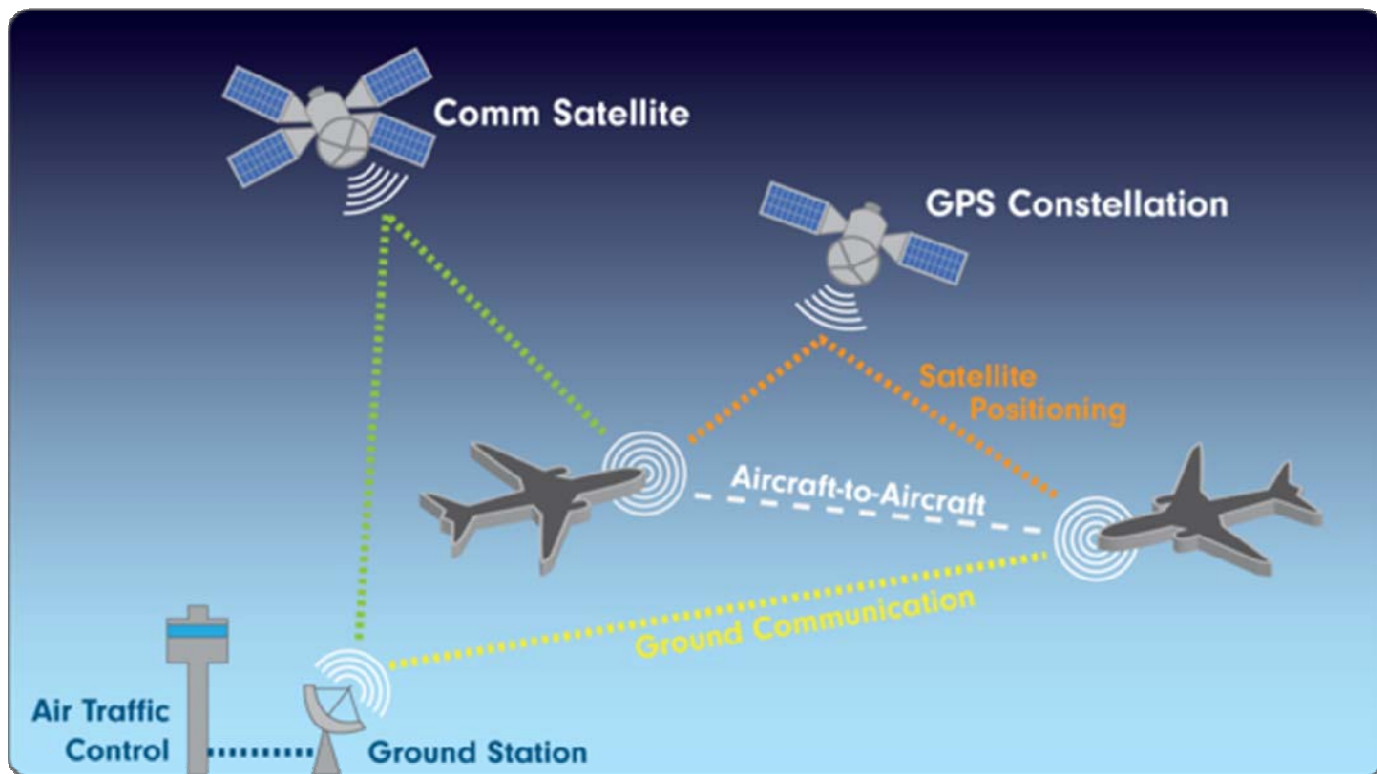 Comm Satellite
GPS Constellation
Satellite
Positioning
Aircraft-to-Aircraft
Ground Communication
Air Traffic
Control
Ground Station